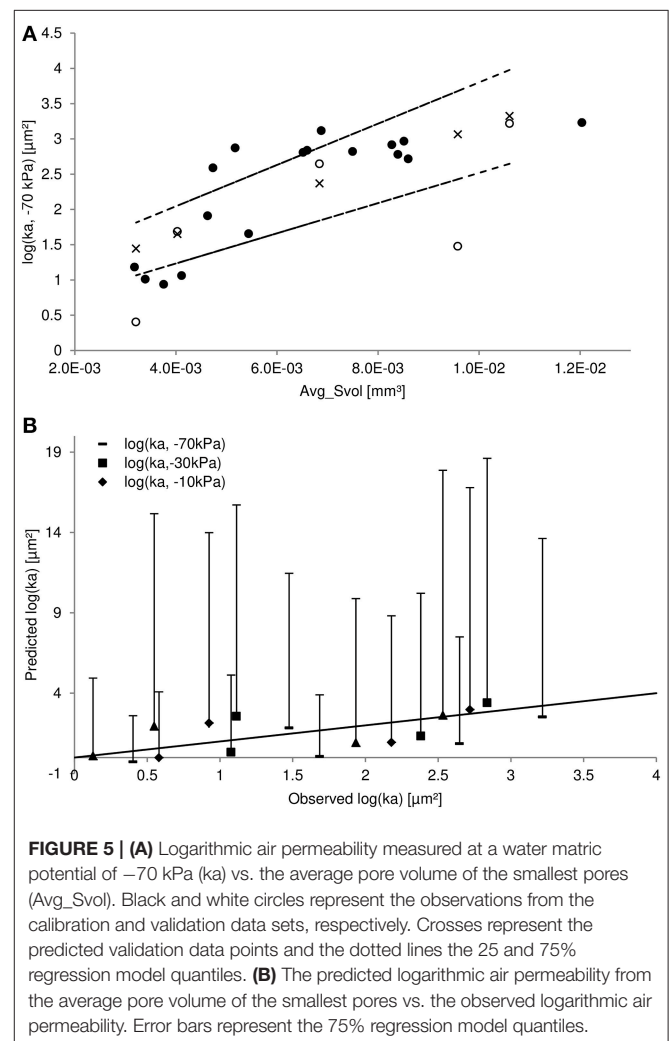 A
4.5
4
3.5
3
2.5
2
1.5
1
0.5
0
log(ka, -70 kPa) [µm²]
2.0E-03 4.0E-03 6.0E-03 8.0E-03 1.0E-02 1.2E-02
Avg_Svol [mm³]
B
19
14
9
4
-1
Predicted log(ka) [µm²]
log(ka, -70kPa)
log(ka,-30kPa)
log(ka, -10kPa)
0 0.5 1 1.5 2 2.5 3 3.5 4
Observed log(ka) [µm²]
FIGURE 5 | (A) Logarithmic air permeability measured at a water matric
potential of −70 kPa (ka) vs. the average pore volume of the smallest pores
(Avg_Svol). Black and white circles represent the observations from the
calibration and validation data sets, respectively. Crosses represent the
predicted validation data points and the dotted lines the 25 and 75%
regression model quantiles. (B) The predicted logarithmic air permeability from
the average pore volume of the smallest pores vs. the observed logarithmic air
permeability. Error bars represent the 75% regression model quantiles.